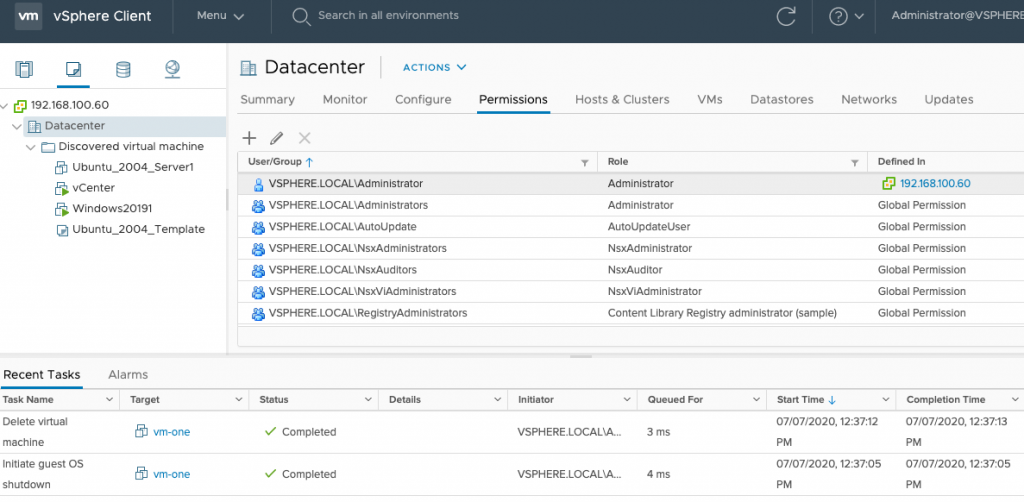 vm vSphere Client Menu Search in all environments Administrator@VSPHERE
Datacenter ACTIONS
Summary Monitor Configure Permissions Hosts & Clusters VMs Datastores Networks Updates
192.168.100.60
Datacenter
Discovered virtual machine
Ubuntu_2004_Server1
vCenter
Windows20191
Ubuntu_2004_Template
User/Group Role Defined In
VSPHERE.LOCAL\Administrator Administrator 192.168.100.60
VSPHERE.LOCAL\Administrators Administrator Global Permission
VSPHERE.LOCAL\AutoUpdate AutoUpdateUser Global Permission
VSPHERE.LOCAL\NsxAdministrators NsxAdministrator Global Permission
VSPHERE.LOCAL\NsxAuditors NsxAuditor Global Permission
VSPHERE.LOCAL\NsxViAdministrators NsxViAdministrator Global Permission
VSPHERE.LOCAL\RegistryAdministrators Content Library Registry administrator (sample) Global Permission
Recent Tasks Alarms
Task Name Target Status Details Initiator Queued For Start Time Completion Time
Delete virtual vm-one Completed VSPHERE.LOCAL\A... 3 ms 07/07/2020, 12:37:12 07/07/2020, 12:37:13
machine PM PM
Initiate guest OS vm-one Completed VSPHERE.LOCAL\A... 4 ms 07/07/2020, 12:37:05 07/07/2020, 12:37:05
shutdown PM PM